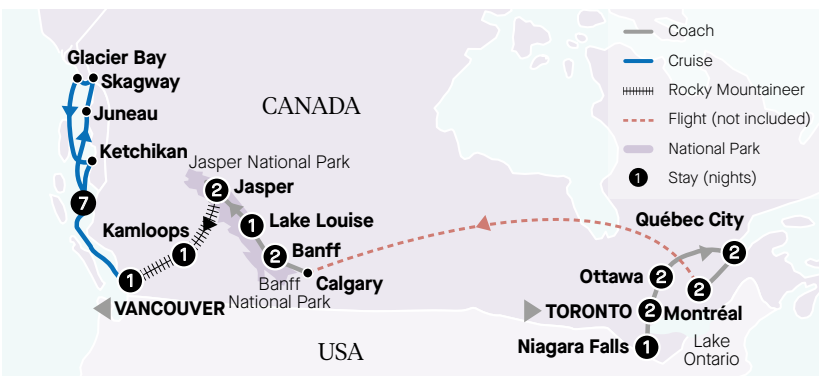 Glacier Bay
Skagway
Juneau
Ketchikan
7
CANADA
Jasper National Park
2 Jasper
1 Lake Louise
Kamloops
1
2 Banff
Banff
National Park
Calgary
1
VANCOUVER
USA
Coach
Cruise
Rocky Mountaineer
Flight (not included)
National Park
1 Stay (nights)
Québec City
2
Ottawa 2
2
Montréal
TORONTO 2
Niagara Falls 1
Lake
Ontario